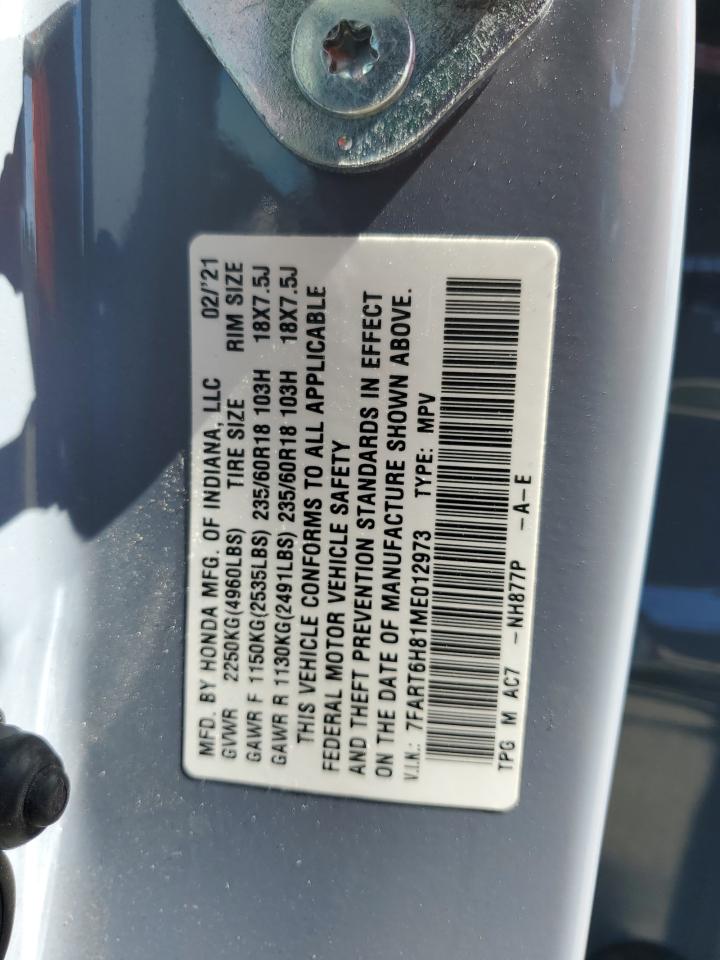 MFD. BY HONDA MFG. OF INDIANA, LLC 02/'21
GVWR 2250KG(4960LBS) TIRE SIZE RIM SIZE
GAWR F 1150KG(2535LBS) 235/60R18 103H 18X7.5J
GAWR R 1130KG(2491LBS) 235/60R18 103H 18X7.5J
THIS VEHICLE CONFORMS TO ALL APPLICABLE
FEDERAL MOTOR VEHICLE SAFETY
AND THEFT PREVENTION STANDARDS IN EFFECT
ON THE DATE OF MANUFACTURE SHOWN ABOVE.
V.I.N.: 7FART6H81ME012973 TYPE: MPV
TPG M AC7 -NH877P -A-E